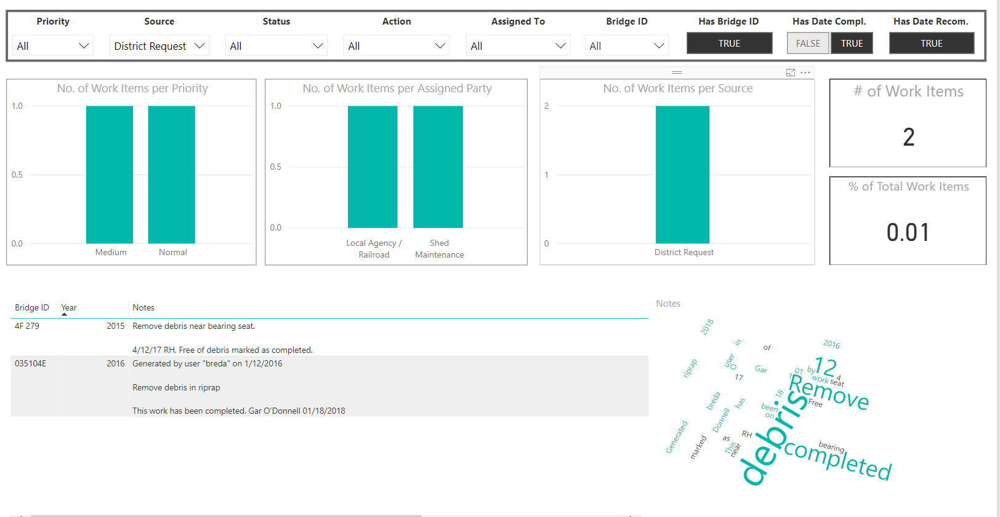 Priority Source Status Action Assigned To Bridge ID Has Bridge ID Has Date Compl. Has Date Recom.
All District Request All All All All TRUE FALSE TRUE TRUE
No. of Work Items per Priority
1.0
0.5
0.0
Medium Normal
No. of Work Items per Assigned Party
1.0
0.5
0.0
Local Agency / Railroad
Shed Maintenance
No. of Work Items per Source
2
1
0
District Request
# of Work Items
2
% of Total Work Items
0.01
Bridge ID Year Notes
4F 279 2015 Remove debris near bearing seat.
4/12/17 RH, Free of debris marked as completed.
035104E 2016 Generated by user "breda" on 1/12/2016
Remove debris in riprap
This work has been completed. Gar O'Donnell 01/18/2018
Notes
2018
in
of
2016
riprap
user
O
17
Gar
1
01
by
12
4
work
seat
Remove
18
Free
breda
has
been
on
Donnell
debris
Generated
marked
as
RH
This
near
bearing
completed